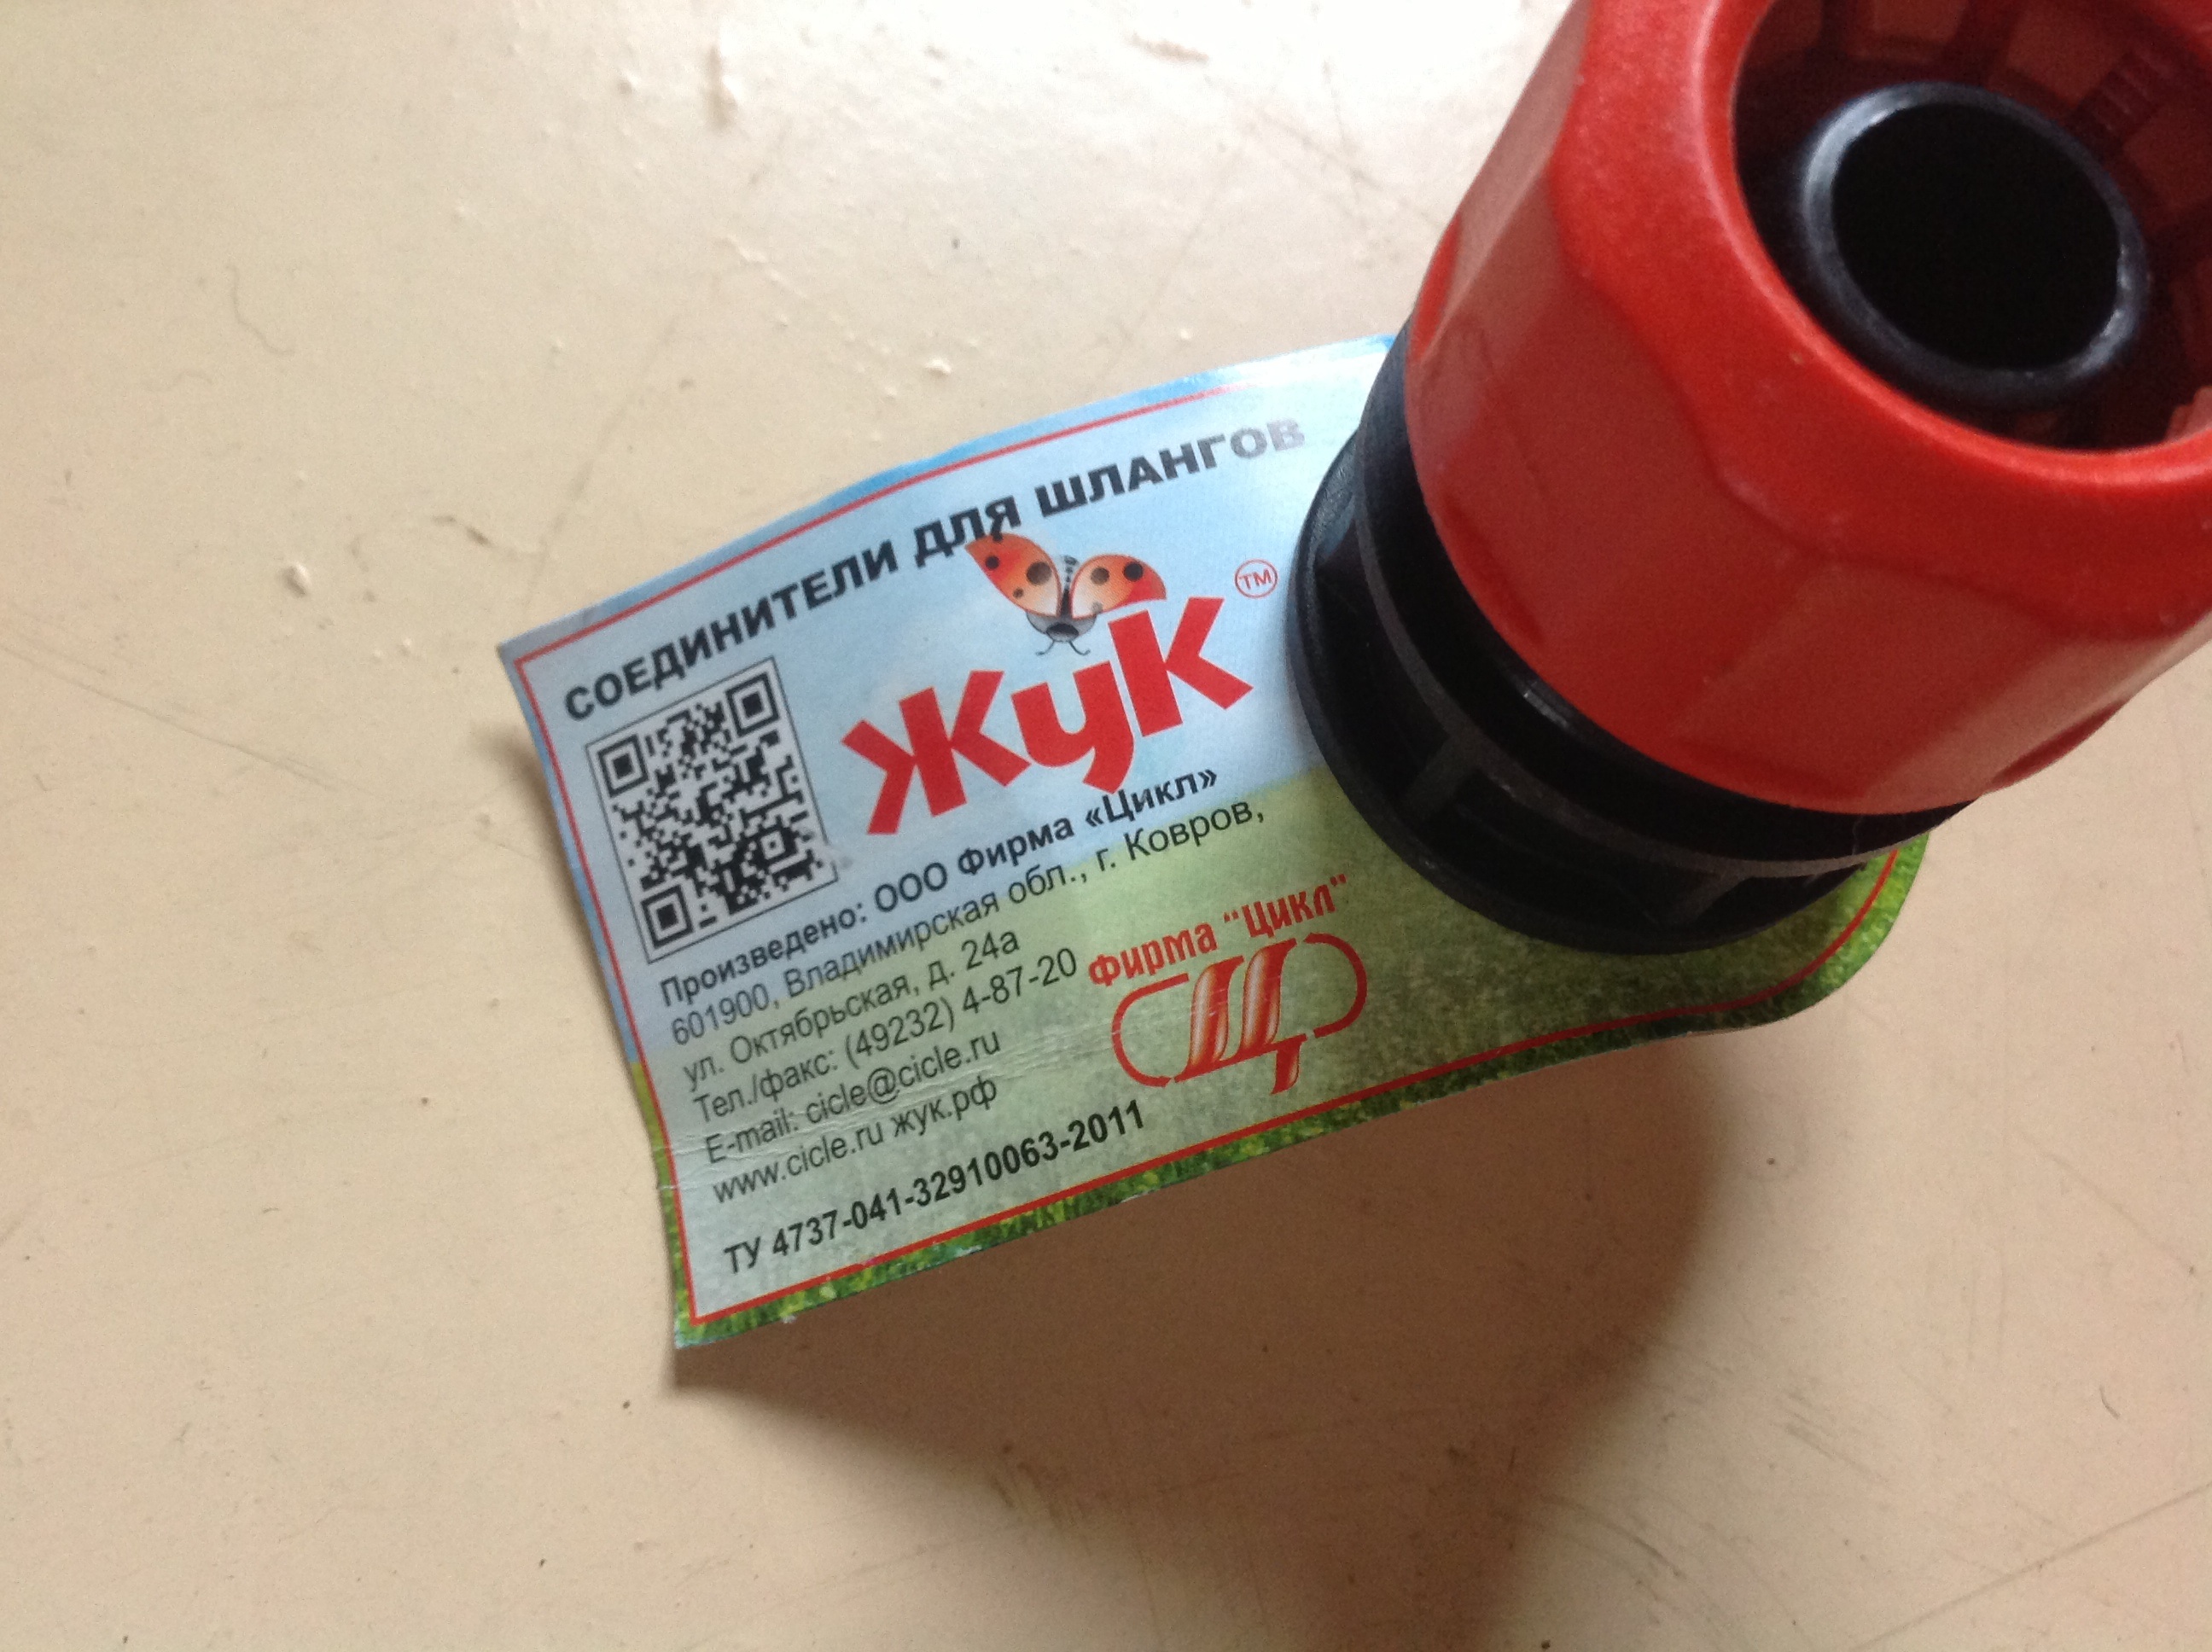 СОЕДИНИТЕЛИ ДЛЯ ШЛАНГОВ
Жук TM
Произведено: ООО Фирма «Цикл»
601900, Владимирская обл., г. Ковров,
ул. Октябрьская, д. 24а
Тел./факс: (49232) 4-87-20
E-mail: cicle@cicle.ru
www.cicle.ru жук.рф
ТУ 4737-041-32910063-2011
Фирма "Цикл"
Ц